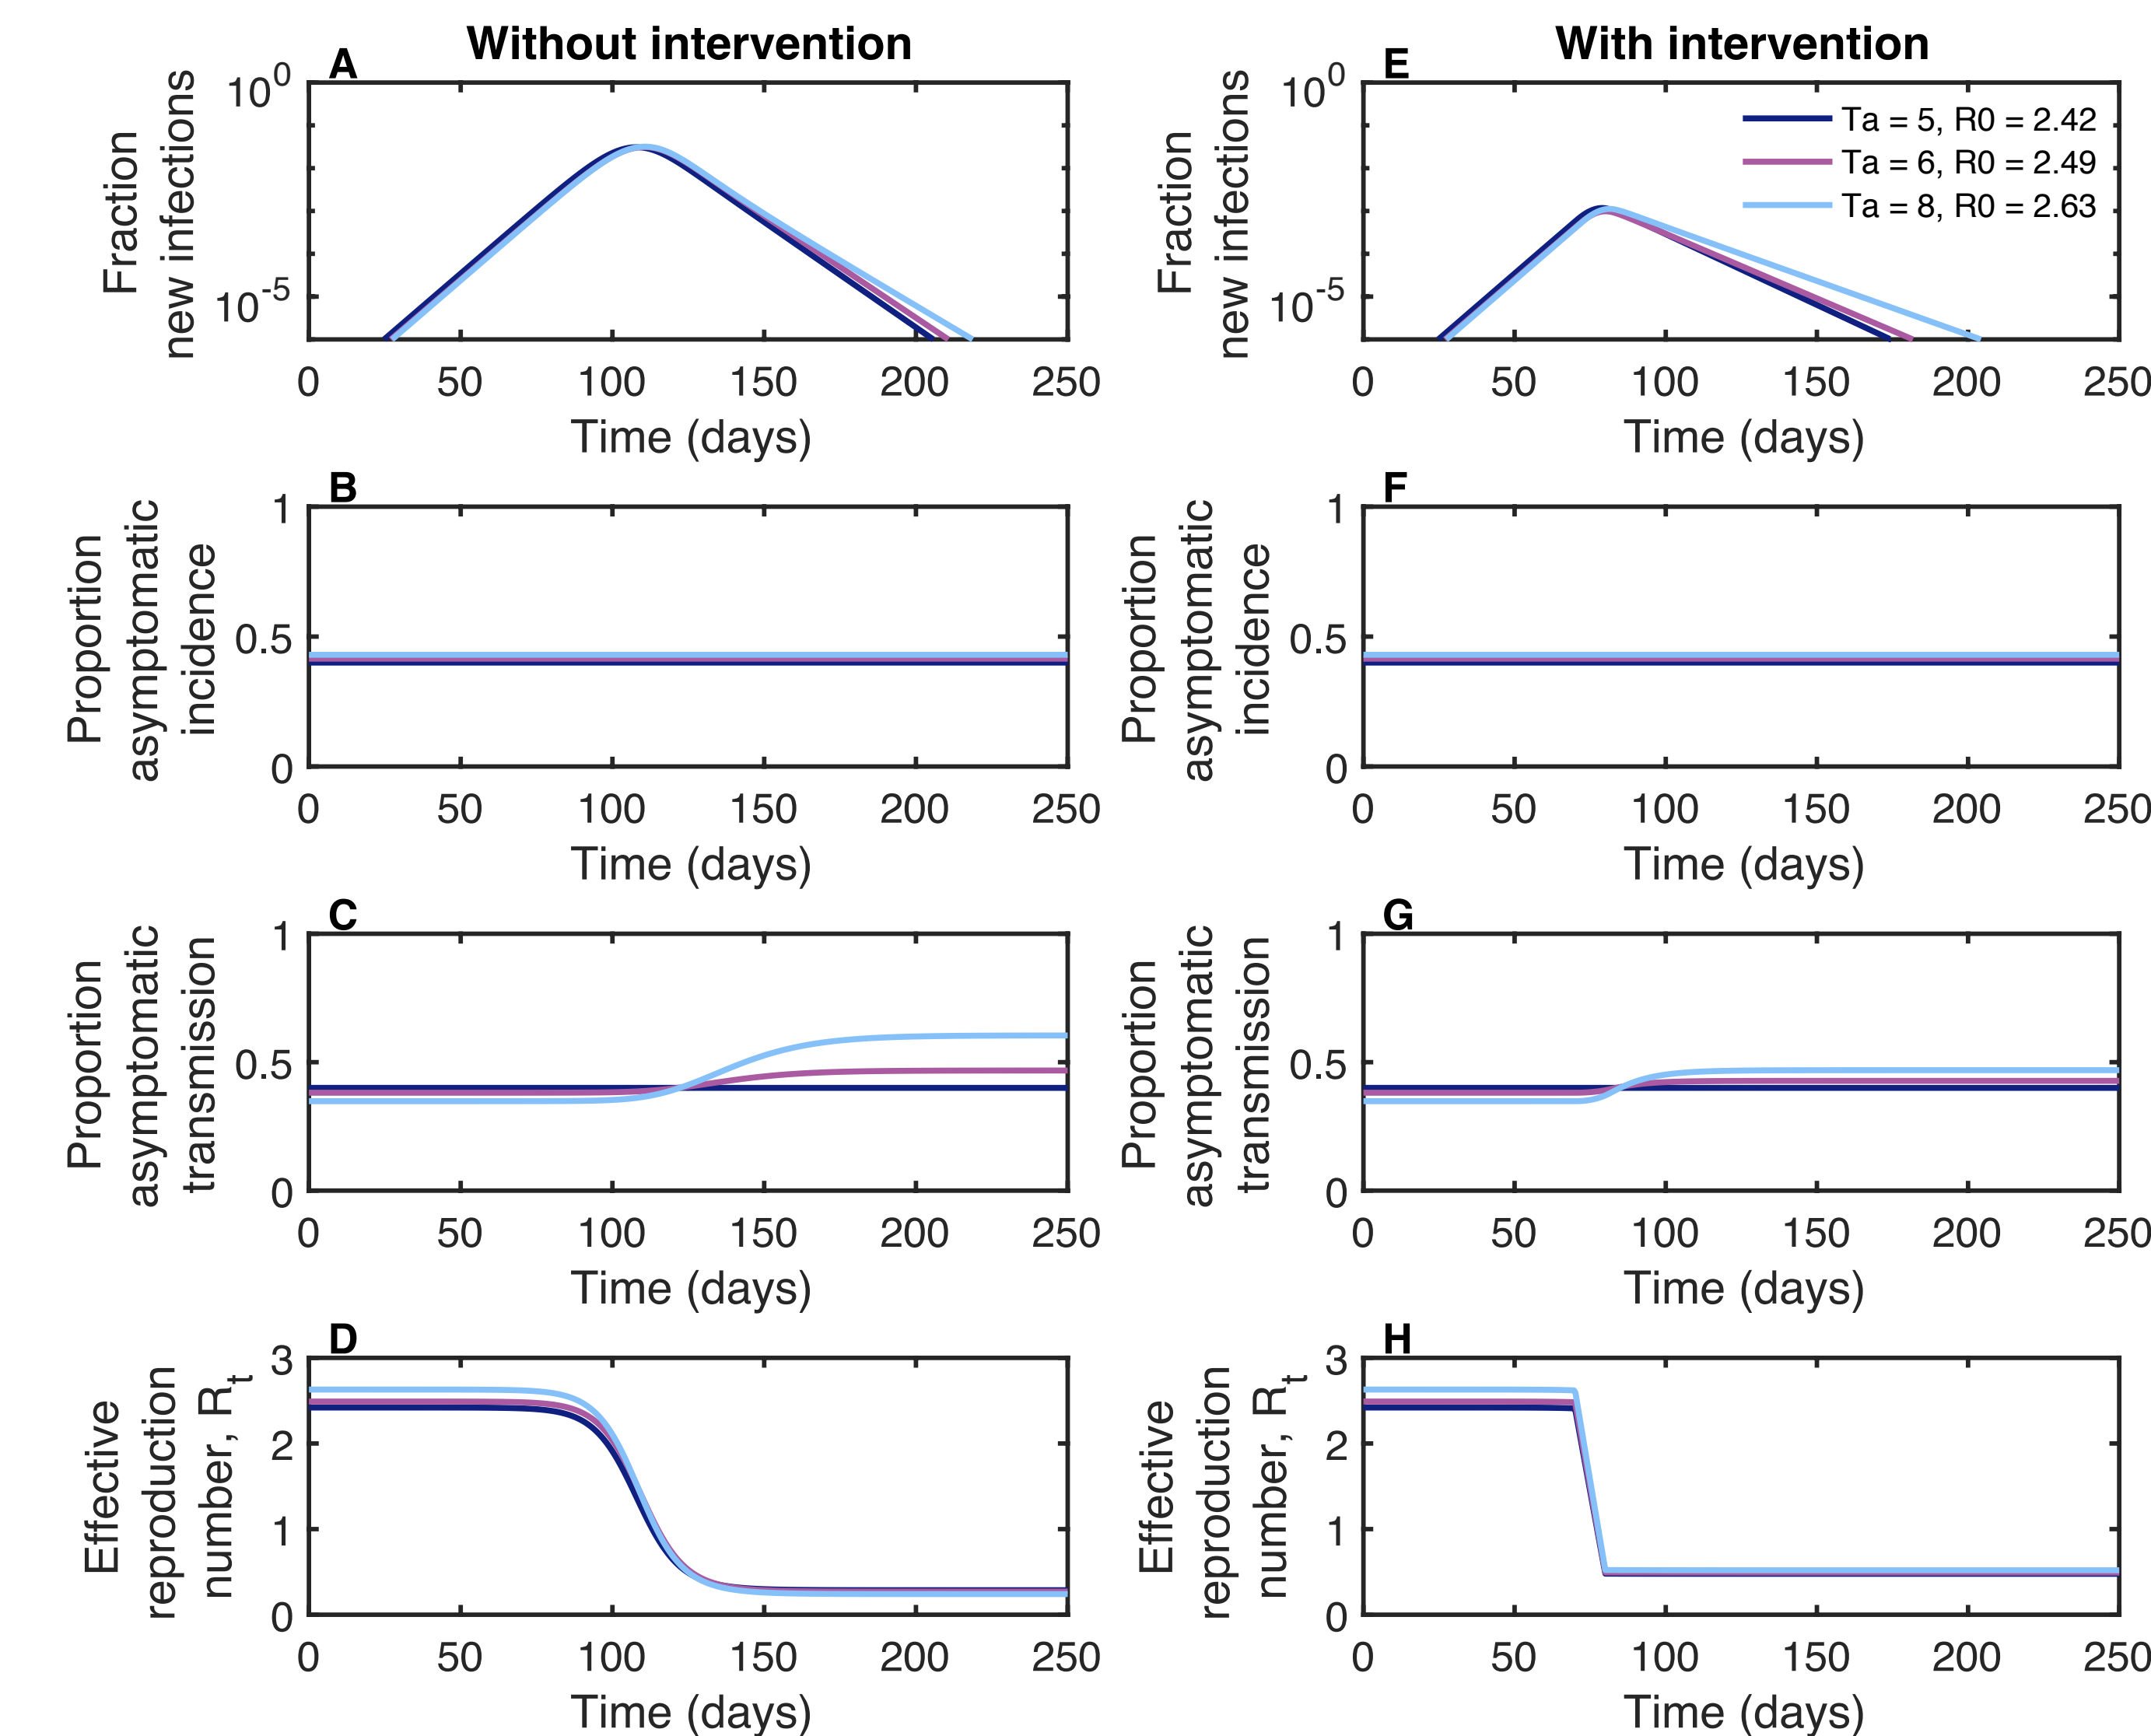 Without intervention
A
Fraction
new infections
10^0
10^-5
0 50 100 150 200 250
Time (days)
B
Proportion
asymptomatic
incidence
1
0.5
0
0 50 100 150 200 250
Time (days)
C
Proportion
asymptomatic
transmission
1
0.5
0
0 50 100 150 200 250
Time (days)
D
Effective
reproduction
number, R_t
3
2
1
0
0 50 100 150 200 250
Time (days)
With intervention
E
Fraction
new infections
10^0
10^-5
Ta = 5, R0 = 2.42
Ta = 6, R0 = 2.49
Ta = 8, R0 = 2.63
0 50 100 150 200 250
Time (days)
F
Proportion
asymptomatic
incidence
1
0.5
0
0 50 100 150 200 250
Time (days)
G
Proportion
asymptomatic
transmission
1
0.5
0
0 50 100 150 200 250
Time (days)
H
Effective
reproduction
number, R_t
3
2
1
0
0 50 100 150 200 250
Time (days)